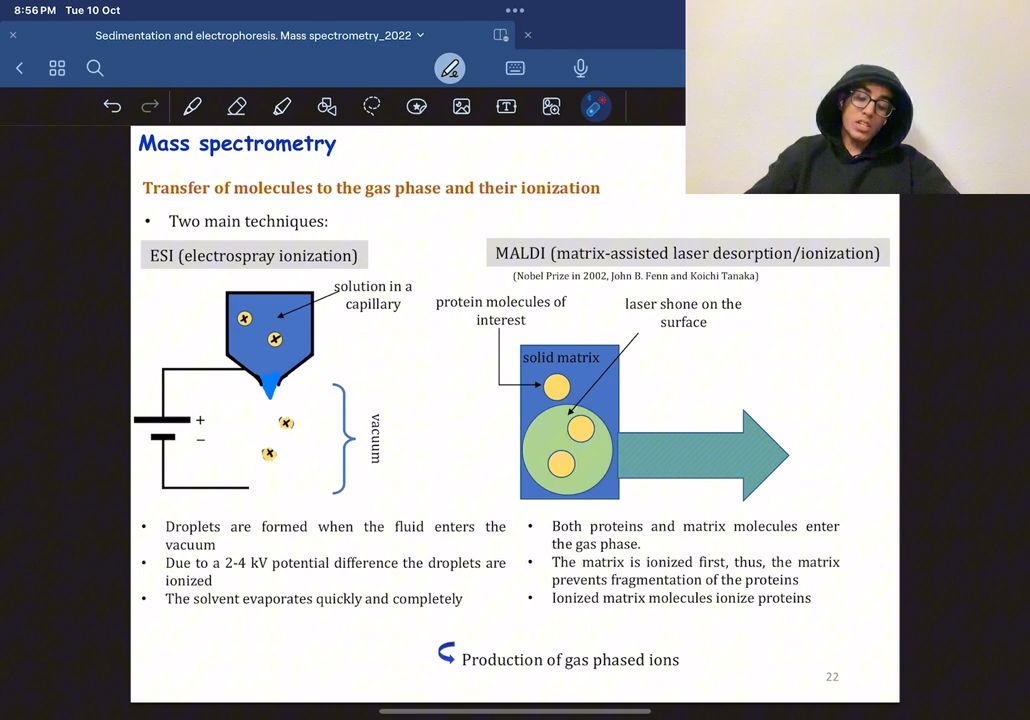 8:56 PM Tue 10 Oct
Sedimentation and electrophoresis. Mass spectrometry_2022
Mass spectrometry
Transfer of molecules to the gas phase and their ionization
• Two main techniques:
ESI (electrospray ionization)
solution in a
capillary
+
−
vacuum
• Droplets are formed when the fluid enters the
vacuum
• Due to a 2-4 kV potential difference the droplets are
ionized
• The solvent evaporates quickly and completely
MALDI (matrix-assisted laser desorption/ionization)
(Nobel Prize in 2002, John B. Fenn and Koichi Tanaka)
protein molecules of
interest
laser shone on the
surface
solid matrix
• Both proteins and matrix molecules enter
the gas phase.
• The matrix is ionized first, thus, the matrix
prevents fragmentation of the proteins
• Ionized matrix molecules ionize proteins
Production of gas phased ions
22